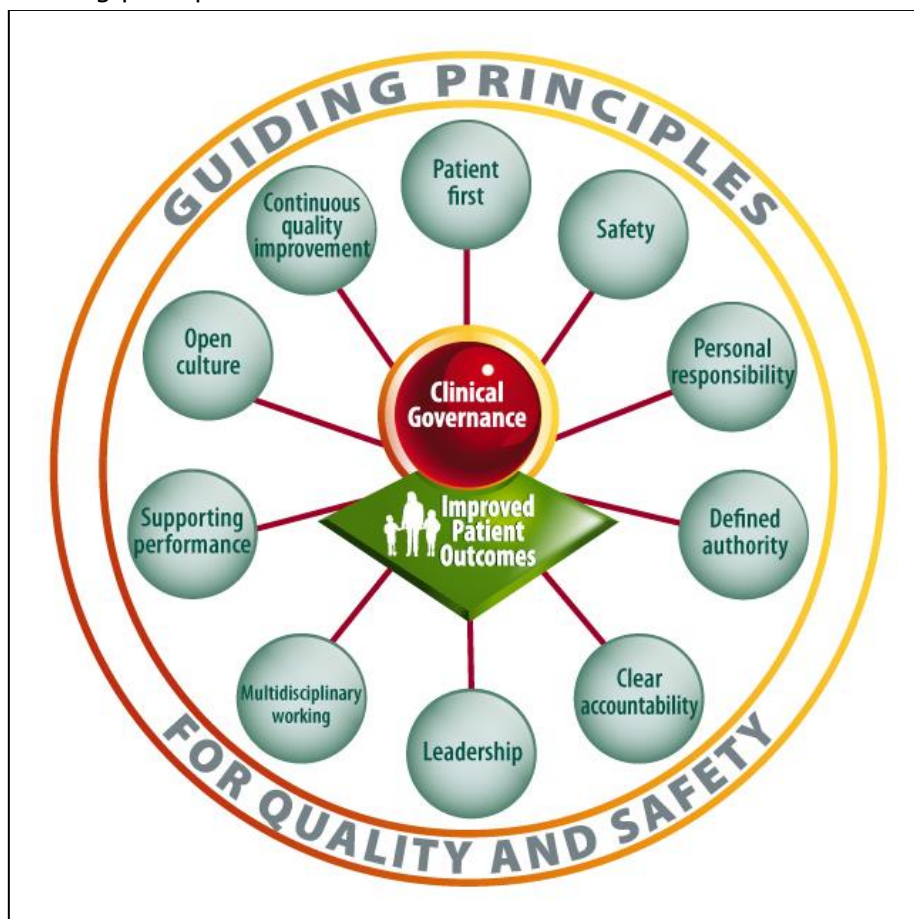 GUIDING PRINCIPLES
Patient
first
Safety
Personal
responsibility
Defined
authority
Clear
accountability
Leadership
Multidisciplinary
working
Supporting
performance
Open
culture
Continuous
quality
improvement
Clinical
Governance
Improved
Patient
Outcomes
FOR QUALITY AND SAFETY